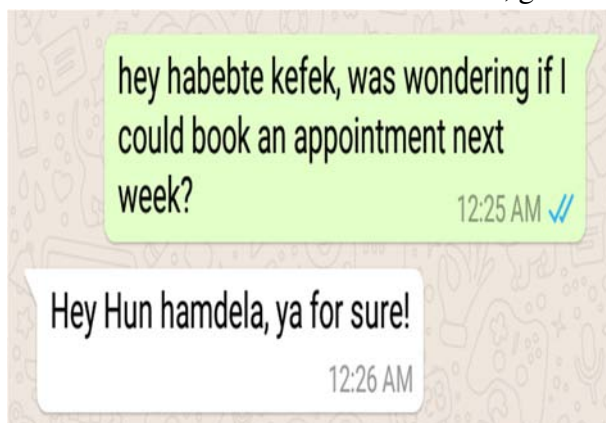 hey habebte kefek, was wondering if I
could book an appointment next
week?
12:25 AM
Hey Hun hamdela, ya for sure!
12:26 AM